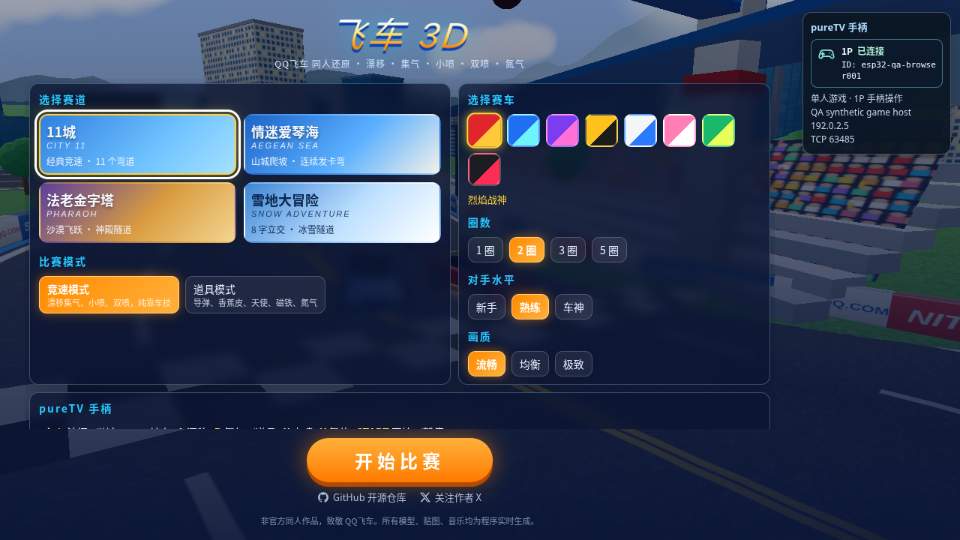 飞车 3D
QQ飞车 同人还原 • 漂移 • 集气 • 小喷 • 双喷 • 氮气
选择赛道
11城
CITY 11
经典竞速 • 11 个弯道
情迷爱琴海
AEGEAN SEA
山城爬坡 • 连续发卡弯
法老金字塔
PHARAOH
沙漠飞跃 • 神殿隧道
雪地大冒险
SNOW ADVENTURE
8 字立交 • 冰雪隧道
比赛模式
竞速模式
漂移集气、小喷、双喷，纯跑车技
道具模式
导弹、香蕉皮、天使、磁铁、氮气
选择赛车
烈焰战神
圈数
1 圈
2 圈
3 圈
5 圈
对手水平
新手
熟练
车神
画质
流畅
均衡
极致
pureTV 手柄
开始比赛
GitHub 开源仓库
关注作者 X
非官方同人作品，致敬 QQ飞车。所有模型、贴图、音乐均为程序实时生成。
pureTV 手柄
1P 已连接
ID: esp32-qa-browse
r001
单人游戏 · 1P 手柄操作
QA synthetic game host
192.0.2.5
TCP 63485
Q.COM
NIT